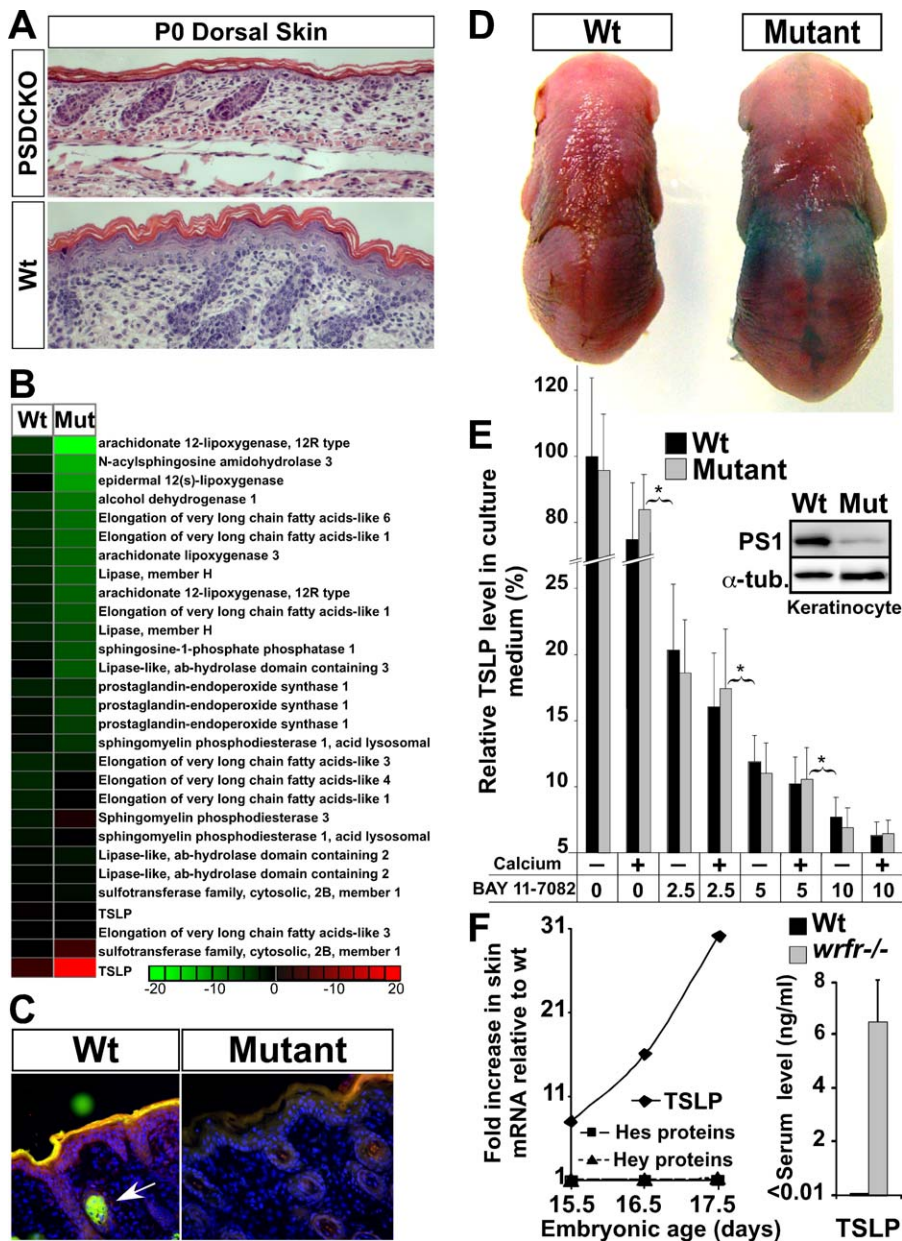 A
P0 Dorsal Skin
PSDCKO
Wt
B
Wt Mut
arachidonate 12-lipoxygenase, 12R type
N-acylsphingosine amidohydrolase 3
epidermal 12(s)-lipoxygenase
alcohol dehydrogenase 1
Elongation of very long chain fatty acids-like 6
Elongation of very long chain fatty acids-like 1
arachidonate lipoxygenase 3
Lipase, member H
arachidonate 12-lipoxygenase, 12R type
Elongation of very long chain fatty acids-like 1
Lipase, member H
sphingosine-1-phosphate phosphatase 1
Lipase-like, ab-hydrolase domain containing 3
prostaglandin-endoperoxide synthase 1
prostaglandin-endoperoxide synthase 1
prostaglandin-endoperoxide synthase 1
sphingomyelin phosphodiesterase 1, acid lysosomal
Elongation of very long chain fatty acids-like 3
Elongation of very long chain fatty acids-like 4
Elongation of very long chain fatty acids-like 1
Sphingomyelin phosphodiesterase 3
sphingomyelin phosphodiesterase 1, acid lysosomal
Lipase-like, ab-hydrolase domain containing 2
Lipase-like, ab-hydrolase domain containing 2
sulfotransferase family, cytosolic, 2B, member 1
TSLP
Elongation of very long chain fatty acids-like 3
sulfotransferase family, cytosolic, 2B, member 1
TSLP
-20 -10 0 10 20
C
Wt Mutant
D
Wt Mutant
E
Relative TSLP level in culture
medium (%)
120
100
80
25
20
15
10
5
Wt
Mutant
* * *
Wt Mut
PS1
α-tub.
Keratinocyte
Calcium − + − + − + − +
BAY 11-7082 0 0 2.5 2.5 5 5 10 10
F
Fold increase in skin
mRNA relative to wt
31
21
11
1
TSLP
Hes proteins
Hey proteins
15.5 16.5 17.5
Embryonic age (days)
Wt
wrfr-/-
Serum level (ng/ml)
8
6
2
<0.01
TSLP